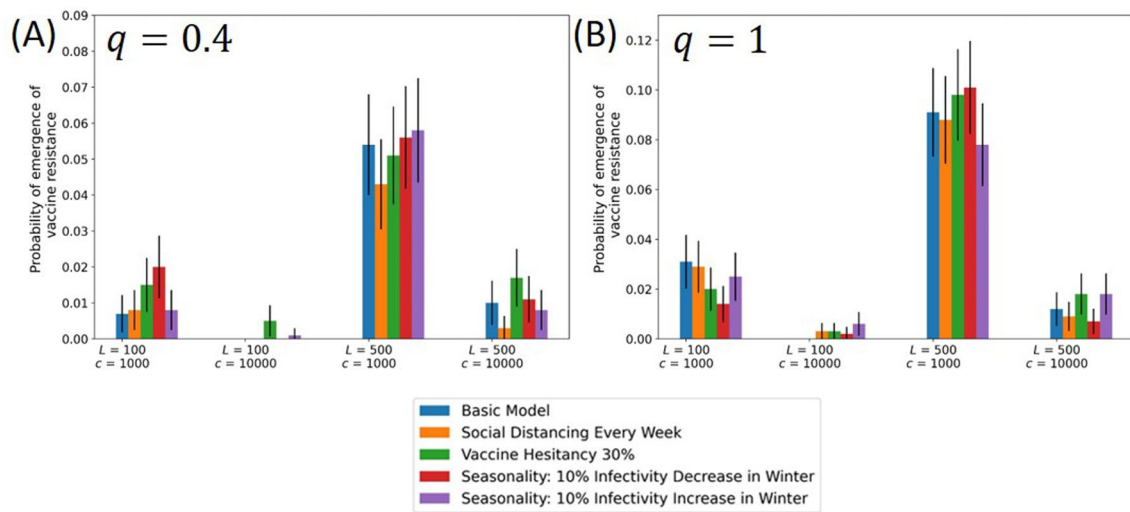 (A) q = 0.4
Probability of emergence of
vaccine resistance
0.09
0.08
0.07
0.06
0.05
0.04
0.03
0.02
0.01
0.00
L = 100
c = 1000
L = 100
c = 10000
L = 500
c = 1000
L = 500
c = 10000
(B) q = 1
Probability of emergence of
vaccine resistance
0.12
0.10
0.08
0.06
0.04
0.02
0.00
L = 100
c = 1000
L = 100
c = 10000
L = 500
c = 1000
L = 500
c = 10000
Basic Model
Social Distancing Every Week
Vaccine Hesitancy 30%
Seasonality: 10% Infectivity Decrease in Winter
Seasonality: 10% Infectivity Increase in Winter